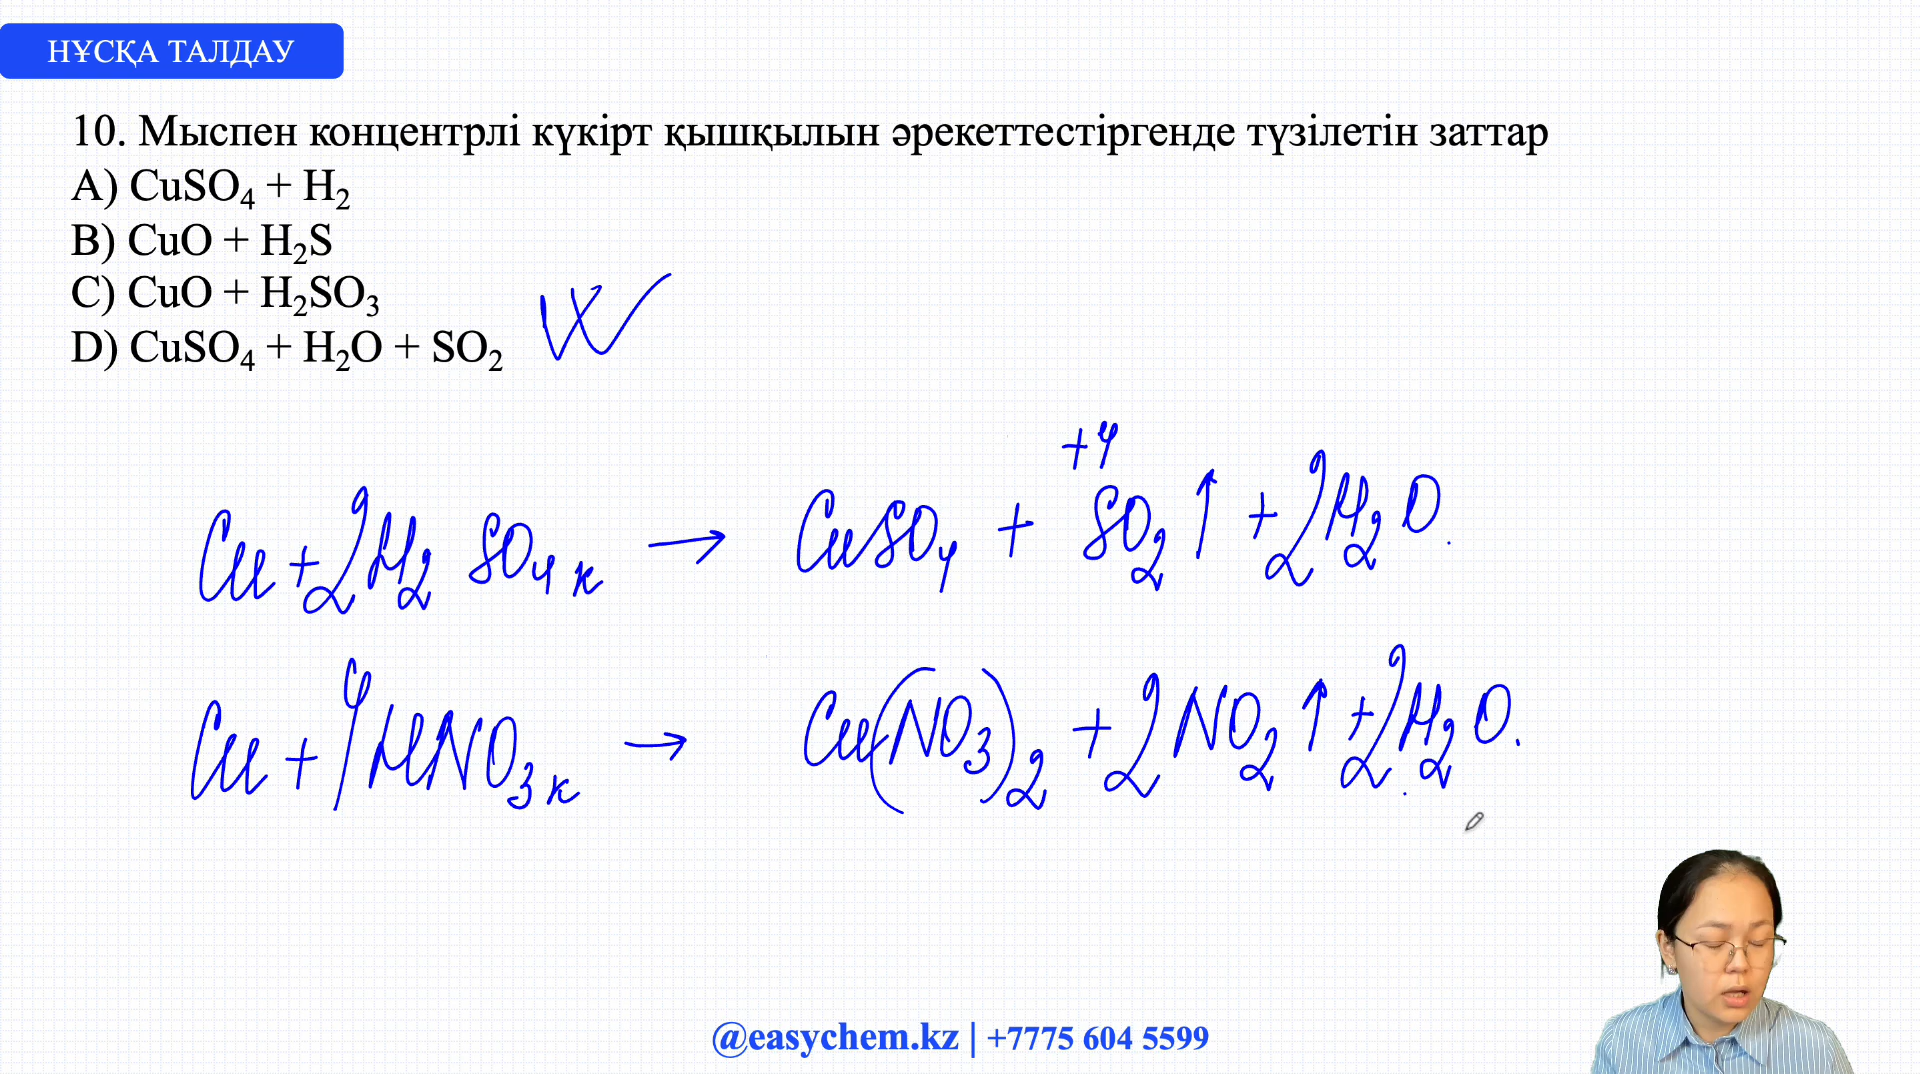 НҰСҚА ТАЛДАУ
10. Мыспен концентрлі күкірт қышқылын әрекеттестіргенде түзілетін заттар
A) CuSO₄ + H₂
B) CuO + H₂S
C) CuO + H₂SO₃
D) CuSO₄ + H₂O + SO₂
+4
Cu + 2H₂SO₄ к → CuSO₄ + SO₂ ↑ + 2H₂O.
Cu + 4HNO₃ к → Cu(NO₃)₂ + 2NO₂ ↑ + 2H₂O.
@easychem.kz | +7775 604 5599